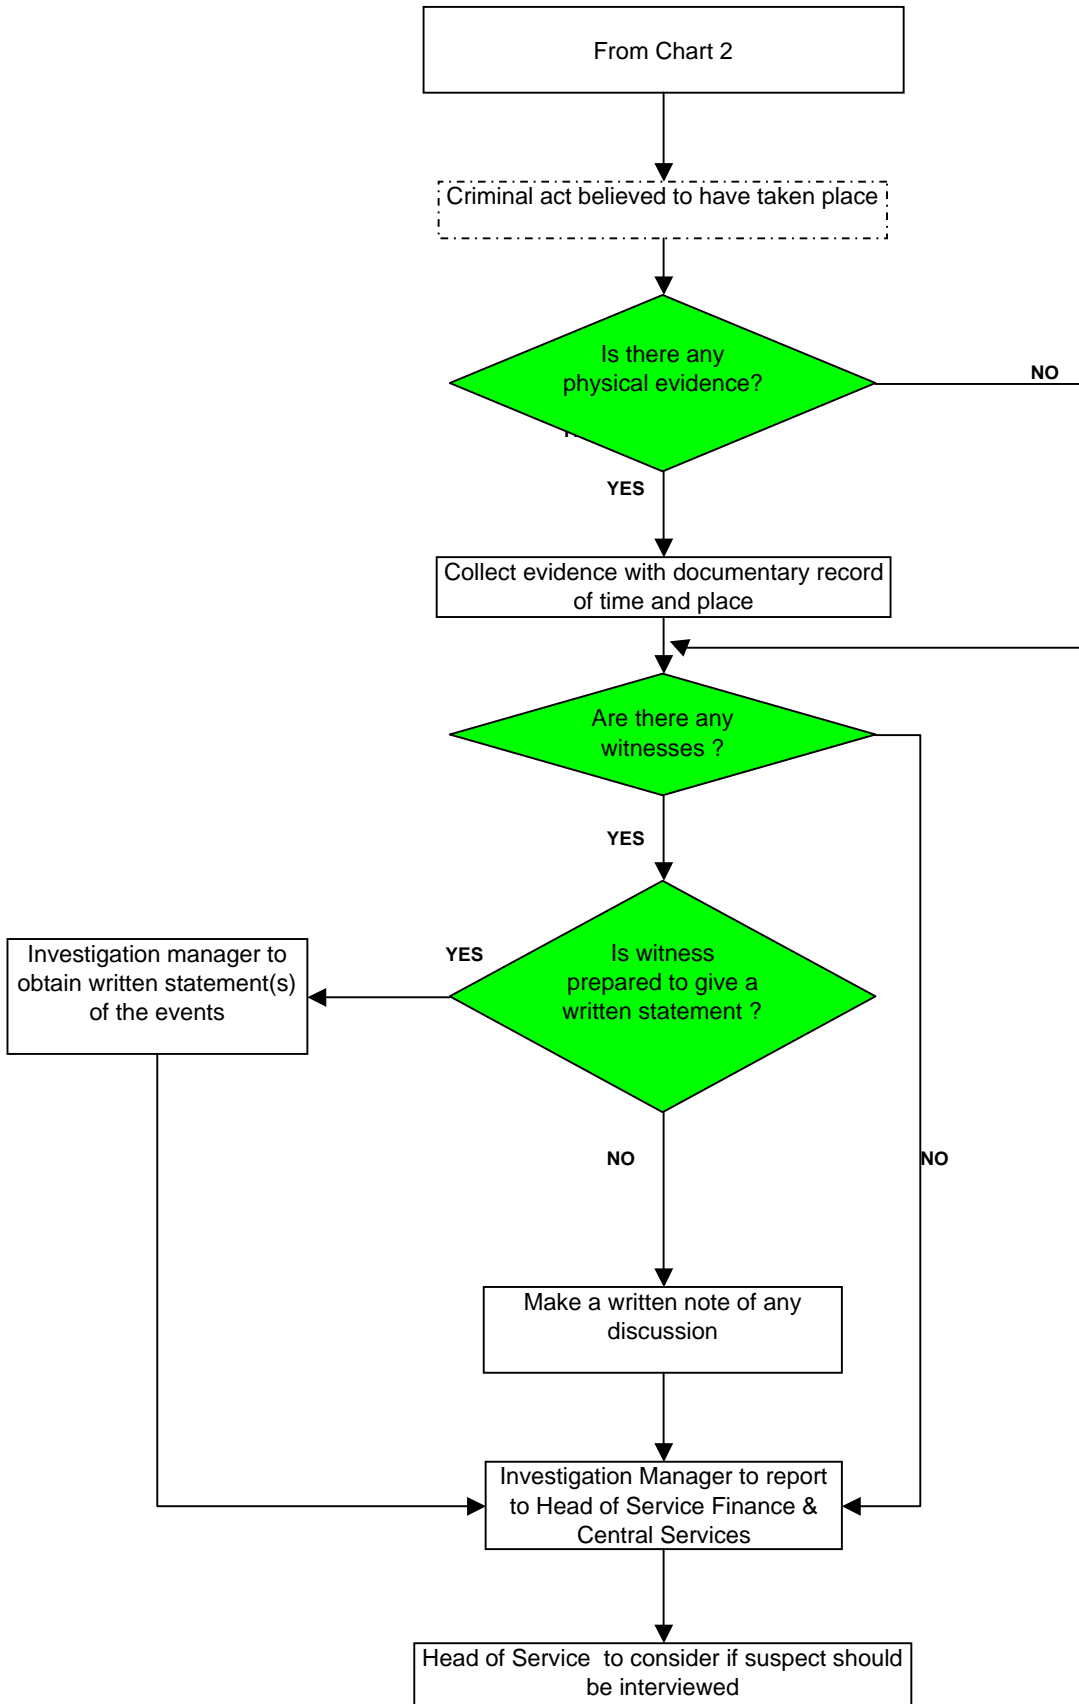 From Chart 2
Criminal act believed to have taken place
Is there any
physical evidence?
NO
YES
Collect evidence with documentary record
of time and place
Are there any
witnesses ?
YES
Investigation manager to
obtain written statement(s)
of the events
YES
Is witness
prepared to give a
written statement ?
NO
NO
Make a written note of any
discussion
Investigation Manager to report
to Head of Service Finance &
Central Services
Head of Service  to consider if suspect should
be interviewed